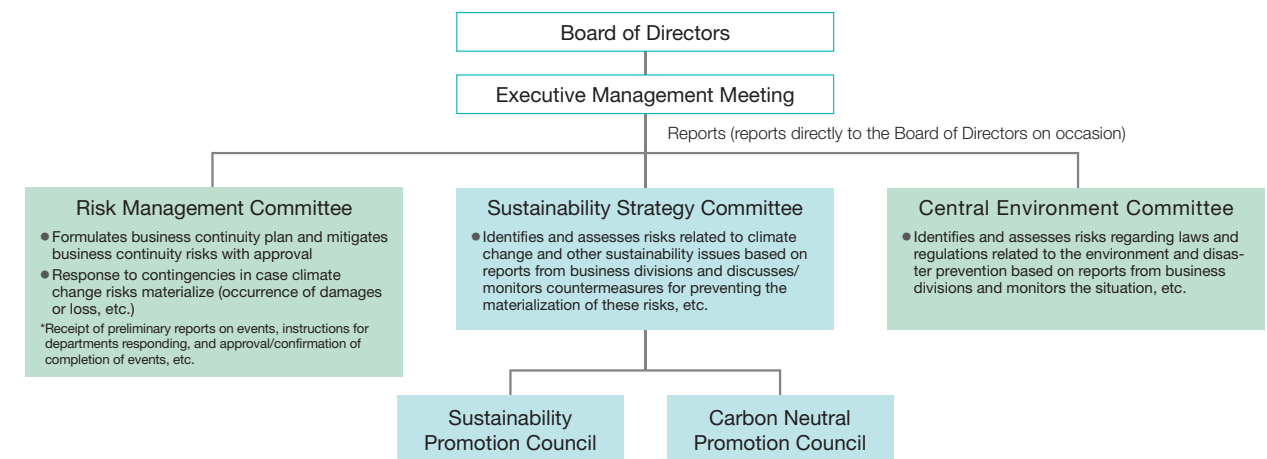 Board of Directors
Executive Management Meeting
Reports (reports directly to the Board of Directors on occasion)
Risk Management Committee
● Formulates business continuity plan and mitigates
business continuity risks with approval
● Response to contingencies in case climate
change risks materialize (occurrence of damages
or loss, etc.)
*Receipt of preliminary reports on events, instructions for
departments responding, and approval/confirmation of
completion of events, etc.
Sustainability Strategy Committee
● Identifies and assesses risks related to climate
change and other sustainability issues based on
reports from business divisions and discusses/
monitors countermeasures for preventing the
materialization of these risks, etc.
Central Environment Committee
● Identifies and assesses risks regarding laws and
regulations related to the environment and disas-
ter prevention based on reports from business
divisions and monitors the situation, etc.
Sustainability
Promotion Council
Carbon Neutral
Promotion Council